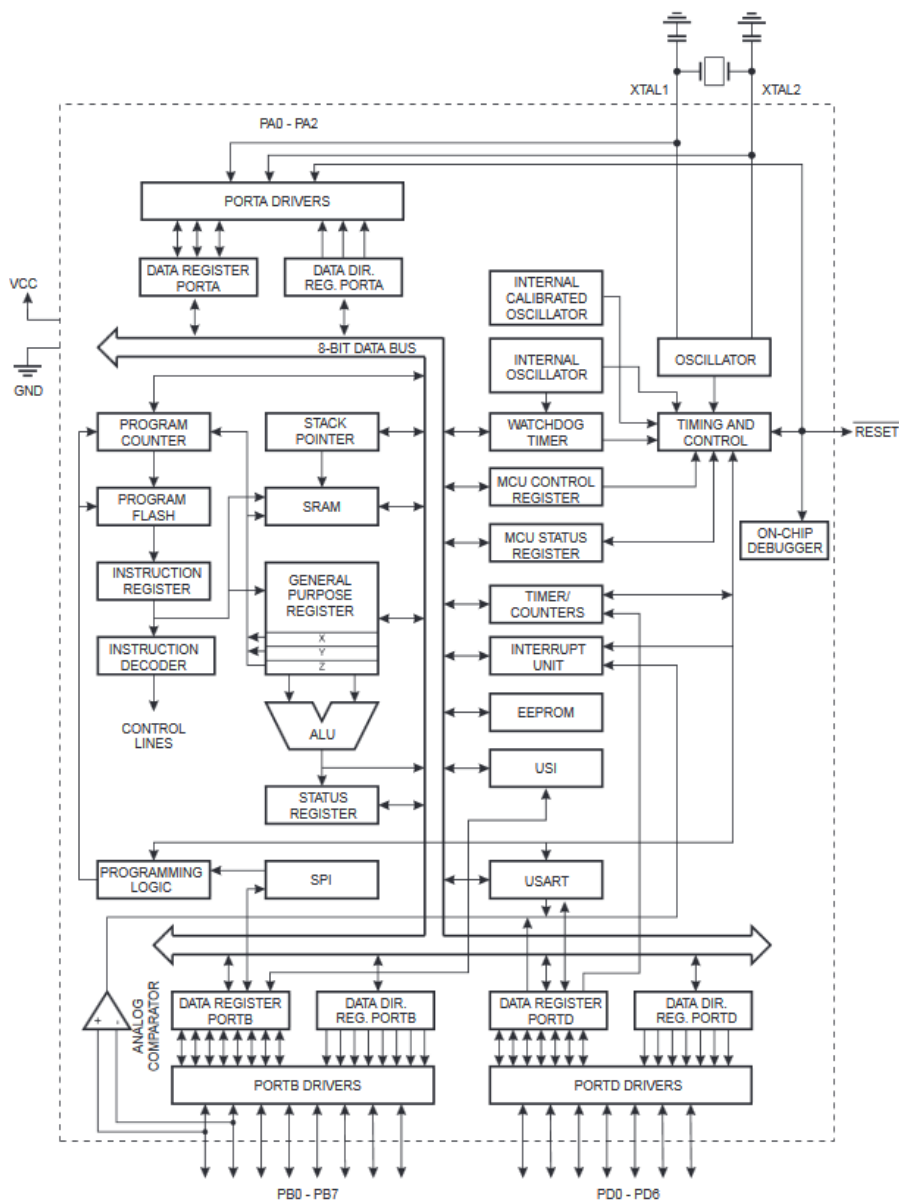 XTAL1
XTAL2
PA0 - PA2
PORTA DRIVERS
DATA REGISTER
PORTA
DATA DIR.
REG. PORTA
VCC
GND
INTERNAL
CALIBRATED
OSCILLATOR
8-BIT DATA BUS
INTERNAL
OSCILLATOR
OSCILLATOR
PROGRAM
COUNTER
STACK
POINTER
WATCHDOG
TIMER
TIMING AND
CONTROL
RESET
PROGRAM
FLASH
SRAM
MCU CONTROL
REGISTER
MCU STATUS
REGISTER
ON-CHIP
DEBUGGER
INSTRUCTION
REGISTER
GENERAL
PURPOSE
REGISTER
X
Y
Z
TIMER/
COUNTERS
INSTRUCTION
DECODER
INTERRUPT
UNIT
CONTROL
LINES
ALU
EEPROM
USI
STATUS
REGISTER
PROGRAMMING
LOGIC
SPI
USART
ANALOG
COMPARATOR
+
-
DATA REGISTER
PORTB
DATA DIR.
REG. PORTB
DATA REGISTER
PORTD
DATA DIR.
REG. PORTD
PORTB DRIVERS
PORTD DRIVERS
PB0 - PB7
PD0 - PD6